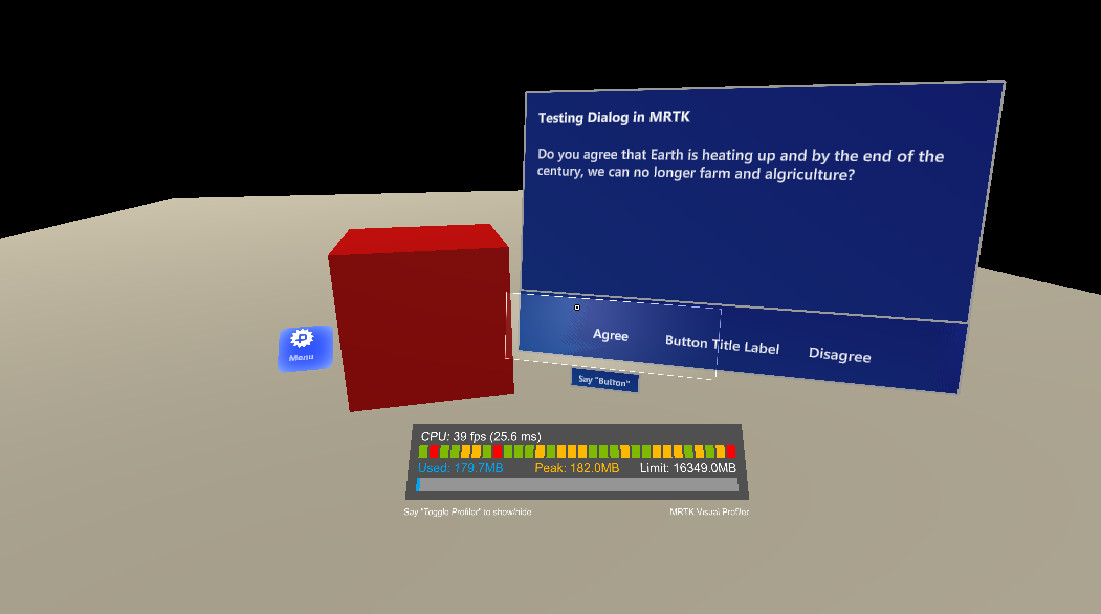 Testing Dialog in MRTK
Do you agree that Earth is heating up and by the end of the
century, we can no longer farm and algriculture?
Agree
Button Title Label
Disagree
Menu
Say "Button"
CPU: 39 fps (25.6 ms)
Used: 179.7MB Peak: 182.0MB Limit: 16349.0MB
Say "Toggle Profiler" to show/hide MRTK Visual Profiler